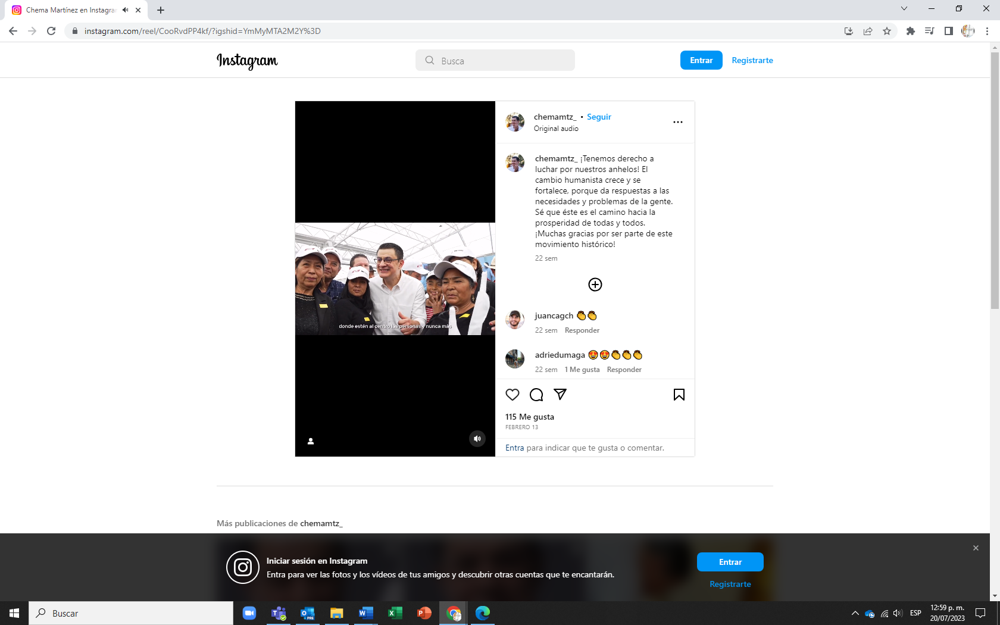 Chema Martínez en Instagra
instagram.com/reel/CooRvdPP4kf/?igshid=YmMyMTA2M2Y%3D
Instagram
Busca
Entrar
Registrarte
chemamtz_ • Seguir
Original audio
chemamtz_ ¡Tenemos derecho a
luchar por nuestros anhelos! El
cambio humanista crece y se
fortalece, porque da respuestas a las
necesidades y problemas de la gente.
Sé que éste es el camino hacia la
prosperidad de todas y todos.
¡Muchas gracias por ser parte de este
movimiento histórico!
22 sem
juancagch 👏👏
22 sem Responder
adriedumaga 🤩🤩👏👏👏
22 sem 1 Me gusta Responder
donde estén al centro las personas y nunca más
115 Me gusta
FEBRERO 13
Entra para indicar que te gusta o comentar.
Más publicaciones de chemamtz_
Iniciar sesión en Instagram
Entra para ver las fotos y los vídeos de tus amigos y descubrir otras cuentas que te encantarán.
Entrar
Registrarte
Buscar
ESP
12:59 p. m.
20/07/2023